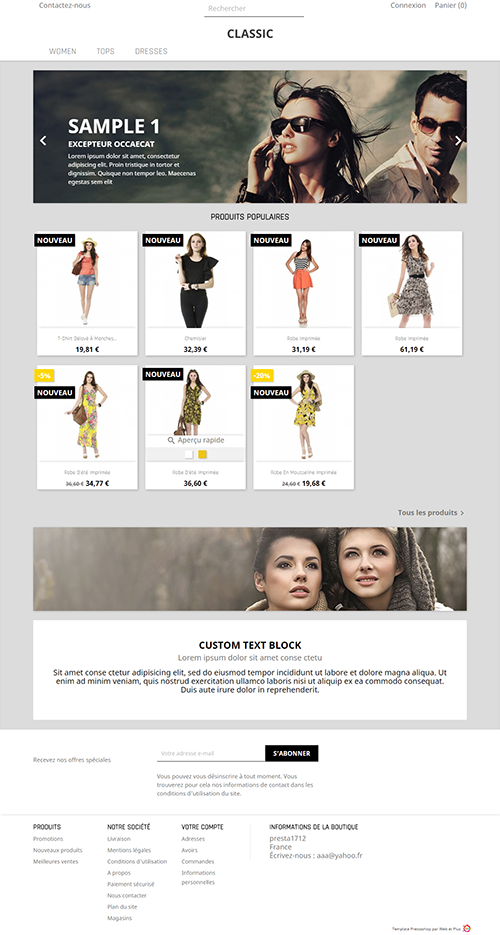 Contactez-nous
Rechercher
Connexion Panier (0)
CLASSIC
WOMEN TOPS DRESSES
SAMPLE 1
EXCEPTEUR OCCAECAT
Lorem ipsum dolor sit amet, consectetur
adipiscing elit. Proin tristique in tortor et
dignissim. Quisque non tempor leo. Maecenas
egestas sem elit
PRODUITS POPULAIRES
NOUVEAU
NOUVEAU
NOUVEAU
NOUVEAU
T-Shirt Délavé À Manches...
19,81 €
Chemisier
32,39 €
Robe Imprimée
31,19 €
Robe Imprimée
61,19 €
-5%
NOUVEAU
NOUVEAU
-20%
NOUVEAU
Aperçu rapide
Robe D'été Imprimée
36,60 € 34,77 €
Robe D'été Imprimée
36,60 €
Robe En Mousseline Imprimée
24,60 € 19,68 €
Tous les produits >
CUSTOM TEXT BLOCK
Lorem ipsum dolor sit amet conse ctetu
Sit amet conse ctetur adipisicing elit, sed do eiusmod tempor incididunt ut labore et dolore magna aliqua. Ut
enim ad minim veniam, quis nostrud exercitation ullamco laboris nisi ut aliquip ex ea commodo consequat.
Duis aute irure dolor in reprehenderit.
Recevez nos offres spéciales
Votre adresse e-mail
S'ABONNER
Vous pouvez vous désinscrire à tout moment. Vous
trouverez pour cela nos informations de contact dans les
conditions d'utilisation du site.
PRODUITS
Promotions
Nouveaux produits
Meilleures ventes
NOTRE SOCIÉTÉ
Livraison
Mentions légales
Conditions d'utilisation
A propos
Paiement sécurisé
Nous contacter
Plan du site
Magasins
VOTRE COMPTE
Adresses
Avoirs
Commandes
Informations
personnelles
INFORMATIONS DE LA BOUTIQUE
presta1712
France
Écrivez-nous : aaa@yahoo.fr
Template Prestashop par Web et Plus